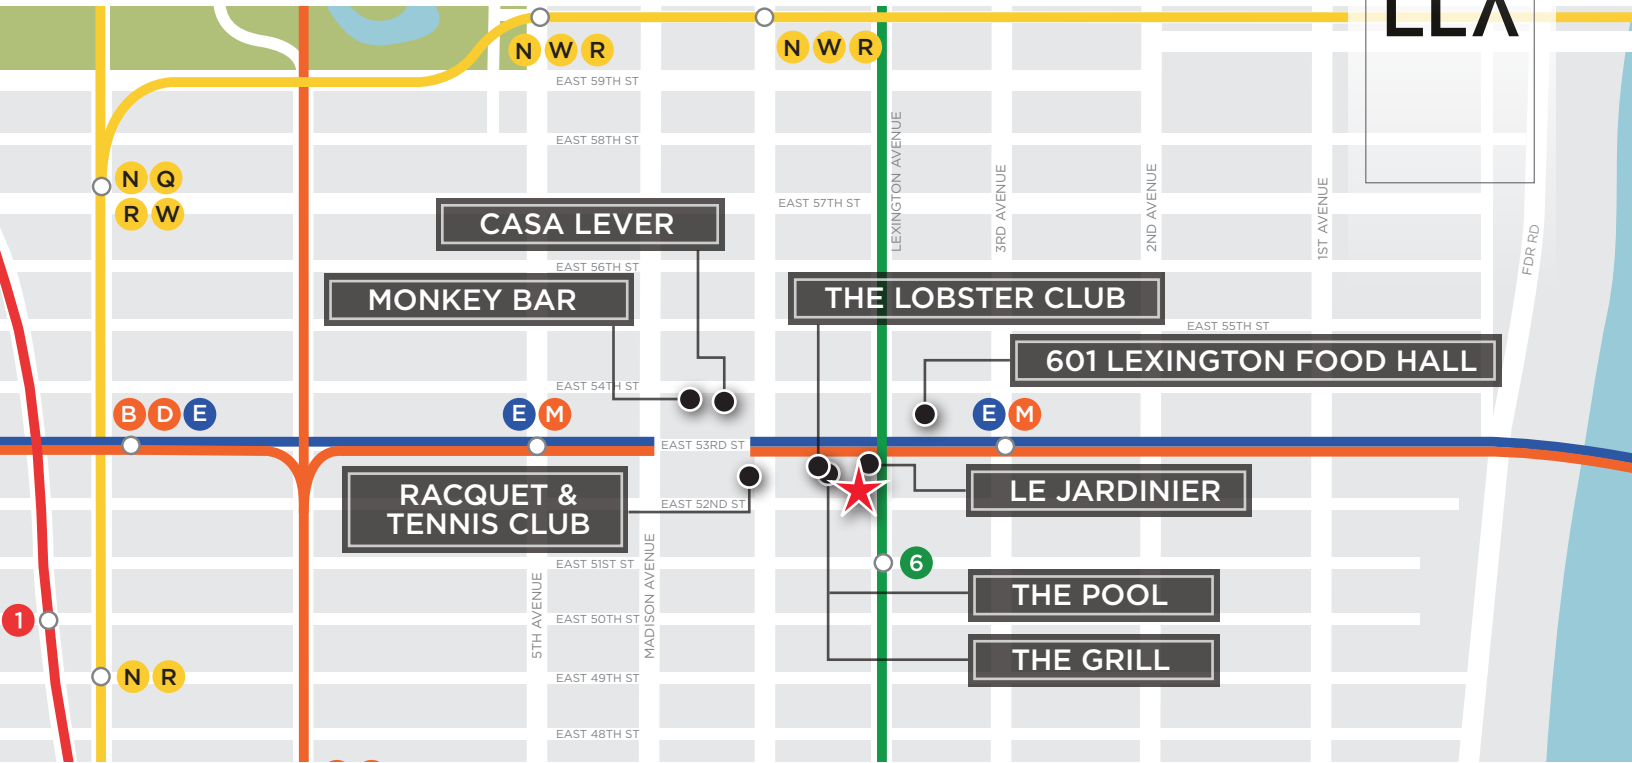 N W R
N W R
EAST 59TH ST
EAST 58TH ST
LEXINGTON AVENUE
3RD AVENUE
2ND AVENUE
1ST AVENUE
N Q
R W
EAST 57TH ST
CASA LEVER
FDR RD
EAST 56TH ST
MONKEY BAR
THE LOBSTER CLUB
EAST 55TH ST
601 LEXINGTON FOOD HALL
EAST 54TH ST
B D E
E M
E M
EAST 53RD ST
RACQUET &
TENNIS CLUB
LE JARDINIER
EAST 52ND ST
EAST 51ST ST
6
5TH AVENUE
MADISON AVENUE
THE POOL
1
EAST 50TH ST
THE GRILL
N R
EAST 49TH ST
EAST 48TH ST